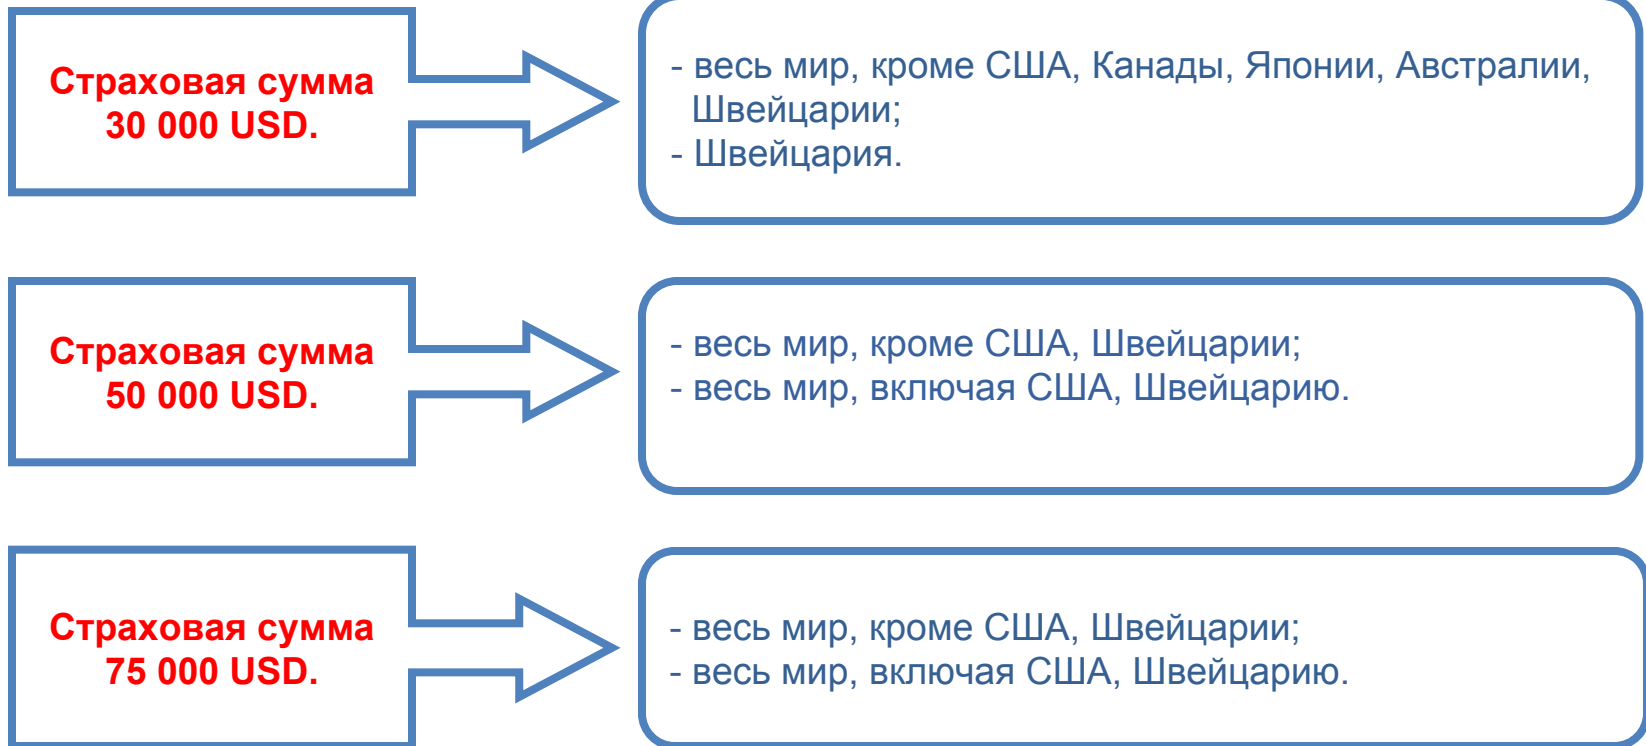 Страховая сумма
30 000 USD.
- весь мир, кроме США, Канады, Японии, Австралии,
Швейцарии;
- Швейцария.
Страховая сумма
50 000 USD.
- весь мир, кроме США, Швейцарии;
- весь мир, включая США, Швейцарию.
Страховая сумма
75 000 USD.
- весь мир, кроме США, Швейцарии;
- весь мир, включая США, Швейцарию.